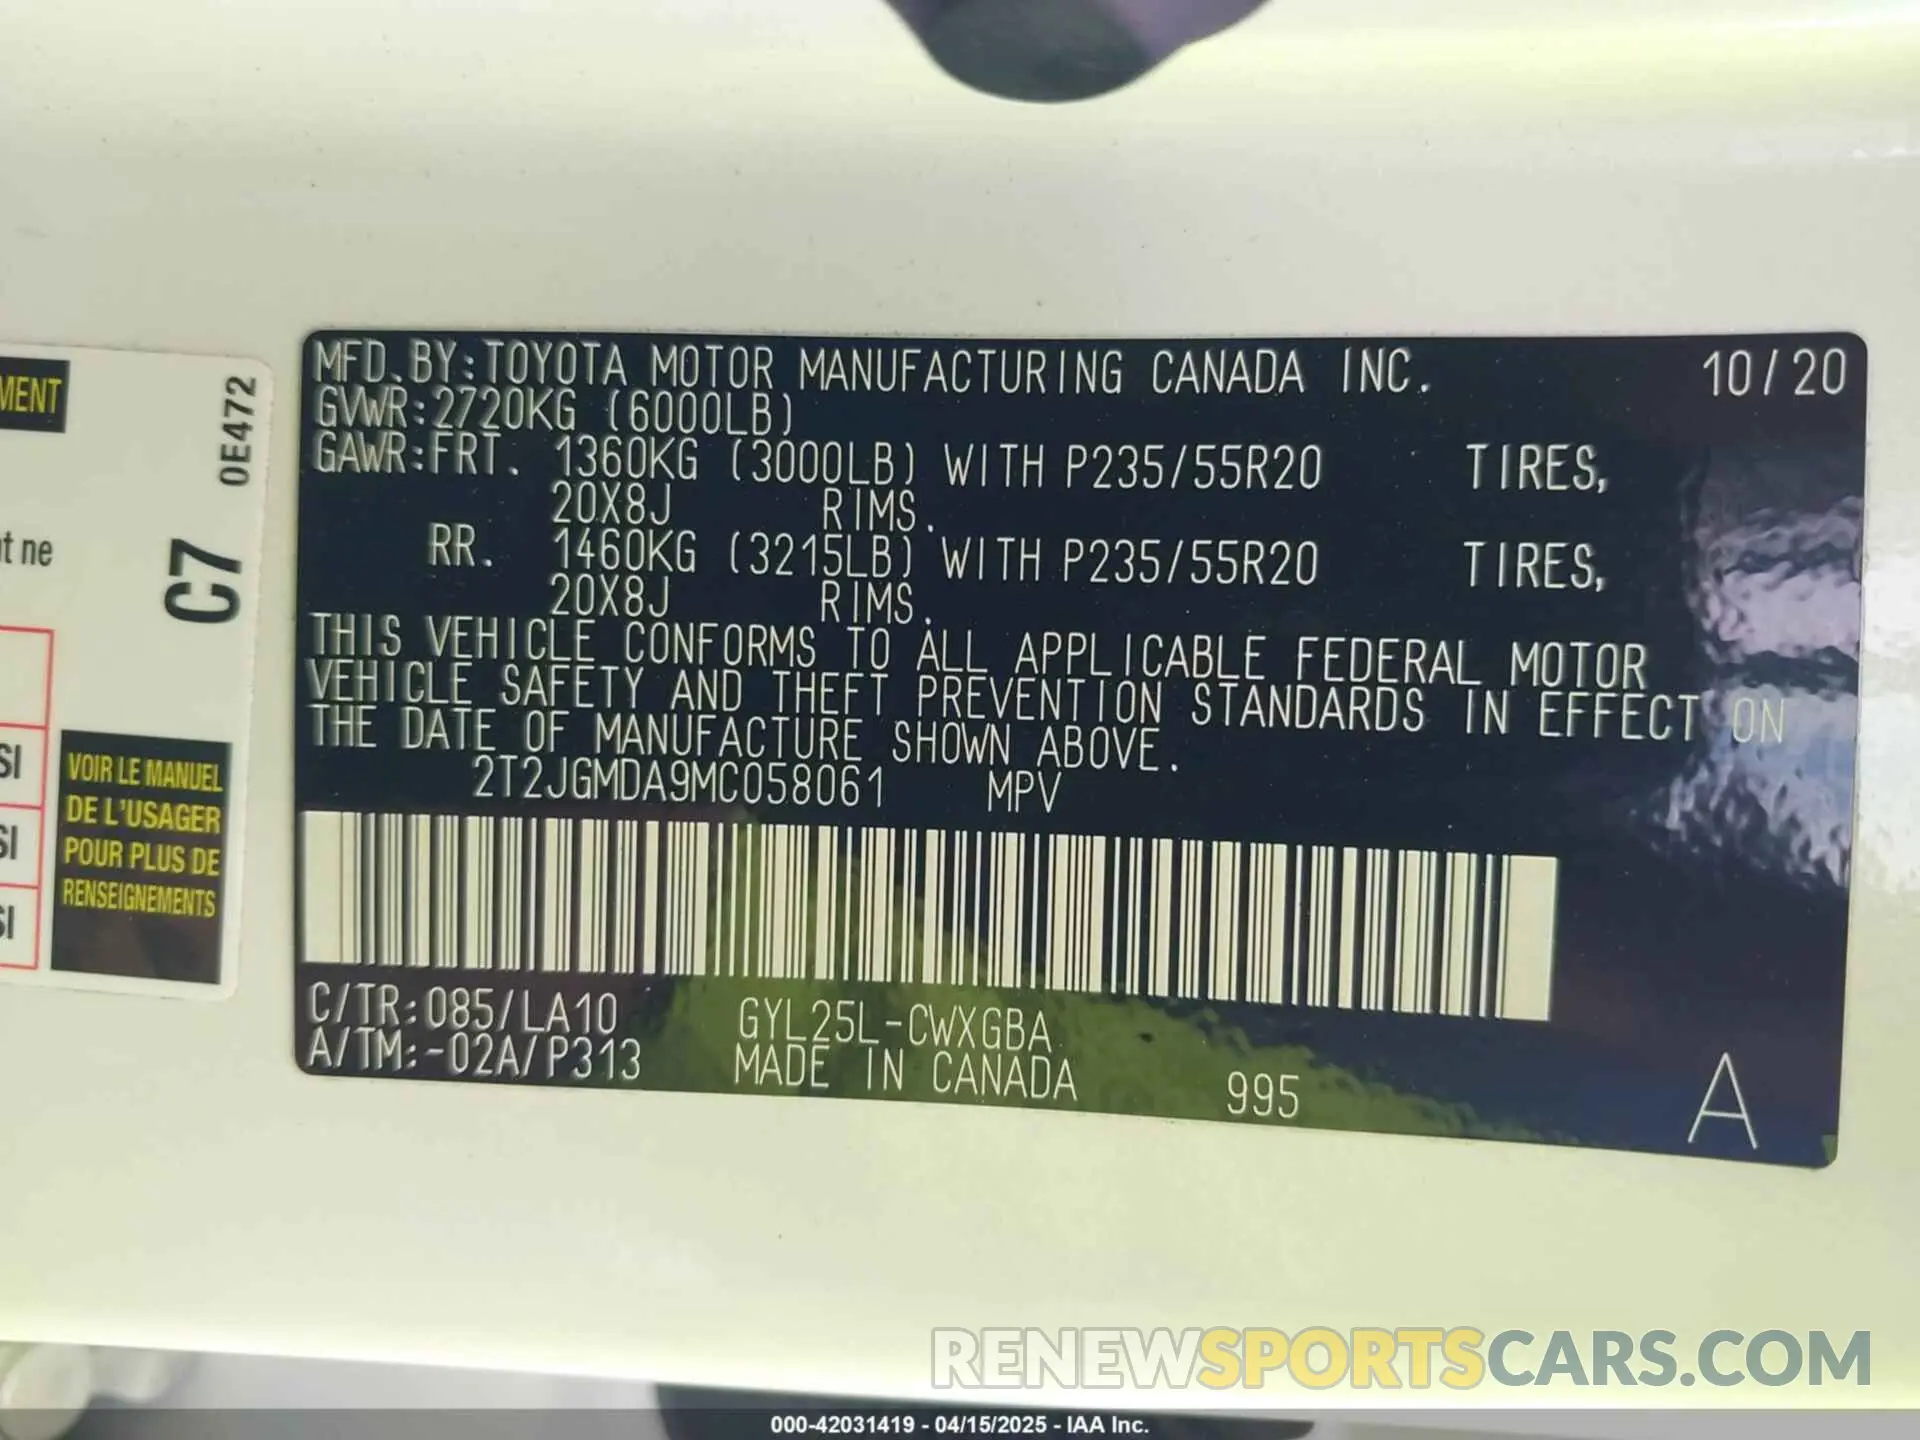 MENT
0E472
C7
t ne
SI
SI
SI
VOIR LE MANUEL
DE L'USAGER
POUR PLUS DE
RENSEIGNEMENTS
MFD.BY:TOYOTA MOTOR MANUFACTURING CANADA INC. 10/20
GVWR:2720KG (6000LB)
GAWR:FRT. 1360KG (3000LB) WITH P235/55R20 TIRES,
20X8J RIMS.
RR. 1460KG (3215LB) WITH P235/55R20 TIRES,
20X8J RIMS.
THIS VEHICLE CONFORMS TO ALL APPLICABLE FEDERAL MOTOR
VEHICLE SAFETY AND THEFT PREVENTION STANDARDS IN EFFECT ON
THE DATE OF MANUFACTURE SHOWN ABOVE.
2T2JGMDA9MC058061 MPV
C/TR:085/LA10 GYL25L-CWXGBA
A/TM:-02A/P313 MADE IN CANADA 995 A
RENEWSPORTSCARS.COM
000-42031419 - 04/15/2025 - IAA Inc.